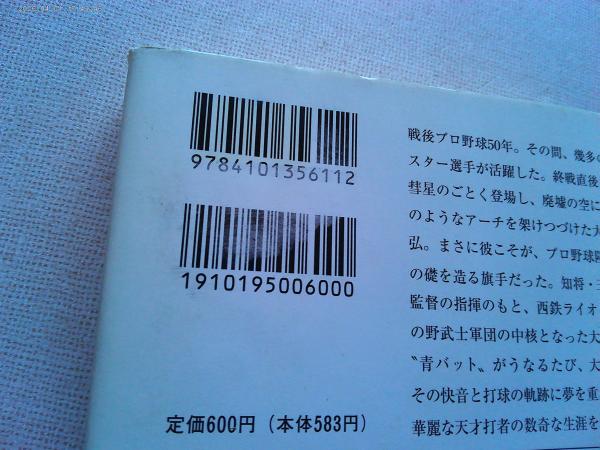 9784101356112
1910195006000
定価600円(本体583円)
戦後プロ野球50年。その間、幾多の
スター選手が活躍した。終戦直後
彗星のごとく登場し、廃墟の空に
のようなアーチを架けつづけた大
弘。まさに彼こそが、プロ野球
の礎を造る旗手だった。知将・
監督の指揮のもと、西鉄ライオ
の野武士軍団の中核となった大
〝青バット〟がうなるたび、大
その快音と打球の軌跡に夢を重
華麗な天才打者の数奇な生涯を